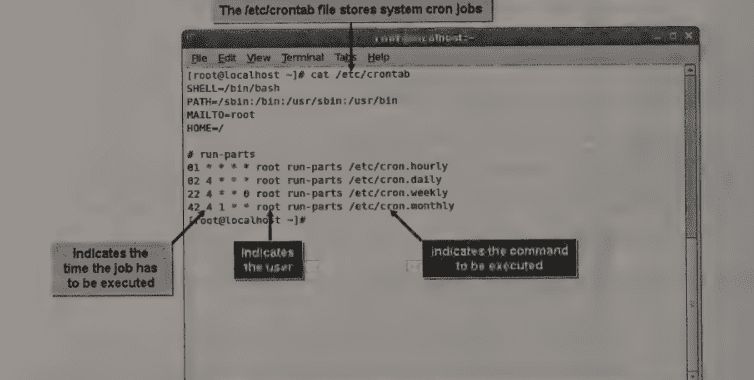 The /etc/crontab file stores system cron jobs
root@localhost:~
File Edit View Terminal Tabs Help
[root@localhost ~]# cat /etc/crontab
SHELL=/bin/bash
PATH=/sbin:/bin:/usr/sbin:/usr/bin
MAILTO=root
HOME=/
# run-parts
01 * * * * root run-parts /etc/cron.hourly
02 4 * * * root run-parts /etc/cron.daily
22 4 * * 0 root run-parts /etc/cron.weekly
42 4 1 * * root run-parts /etc/cron.monthly
[root@localhost ~]#
Indicates the
time the job has
to be executed
Indicates
the user
Indicates the command
to be executed